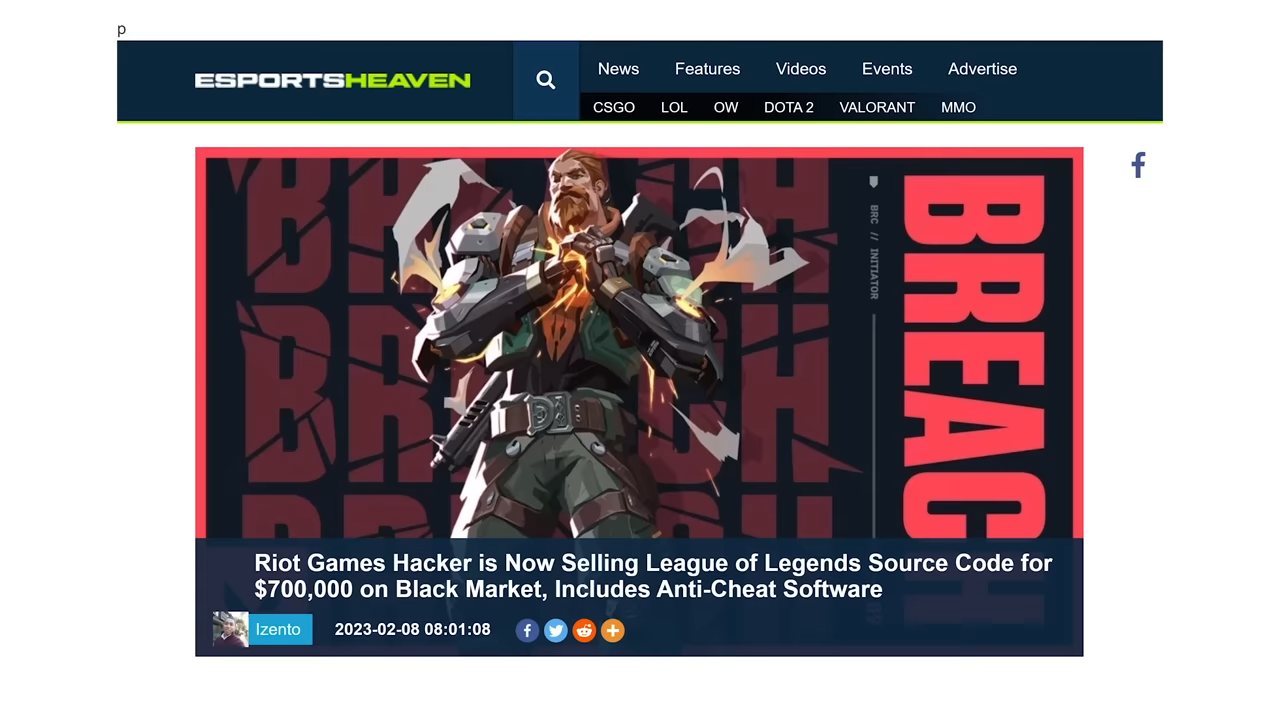 p
ESPORTSHEAVEN
News Features Videos Events Advertise
CSGO LOL OW DOTA 2 VALORANT MMO
BREACH
BRC // INITIATOR
BREACH
Riot Games Hacker is Now Selling League of Legends Source Code for
$700,000 on Black Market, Includes Anti-Cheat Software
Izento
2023-02-08 08:01:08